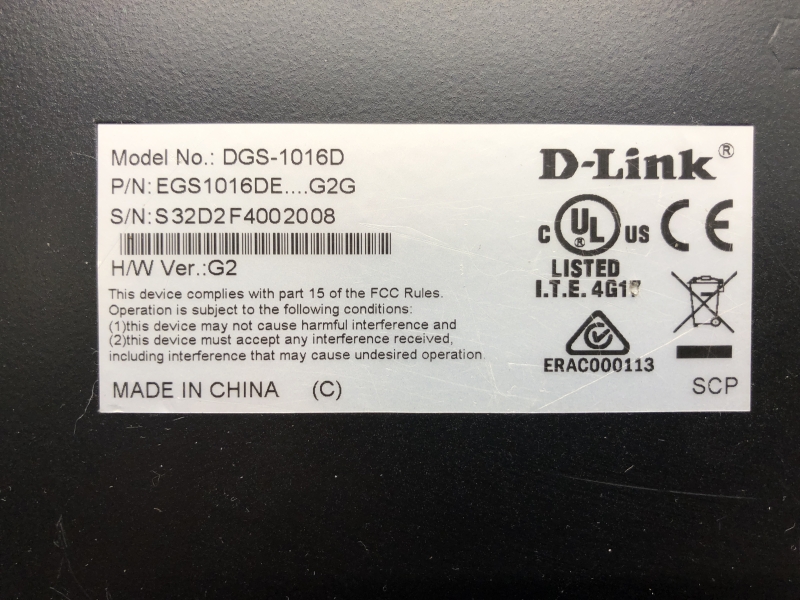 Model No.: DGS-1016D
P/N:EGS1016DE....G2G
S/N:S32D2F4002008
H/W Ver.:G2
This device complies with part 15 of the FCC Rules.
Operation is subject to the following conditions:
(1)this device may not cause harmful interference and
(2)this device must accept any interference received,
including interference that may cause undesired operation
MADE IN CHINA (C)
D-Link®
C UL® US CE
LISTED
I.T.E.
ERAC000113
SCP